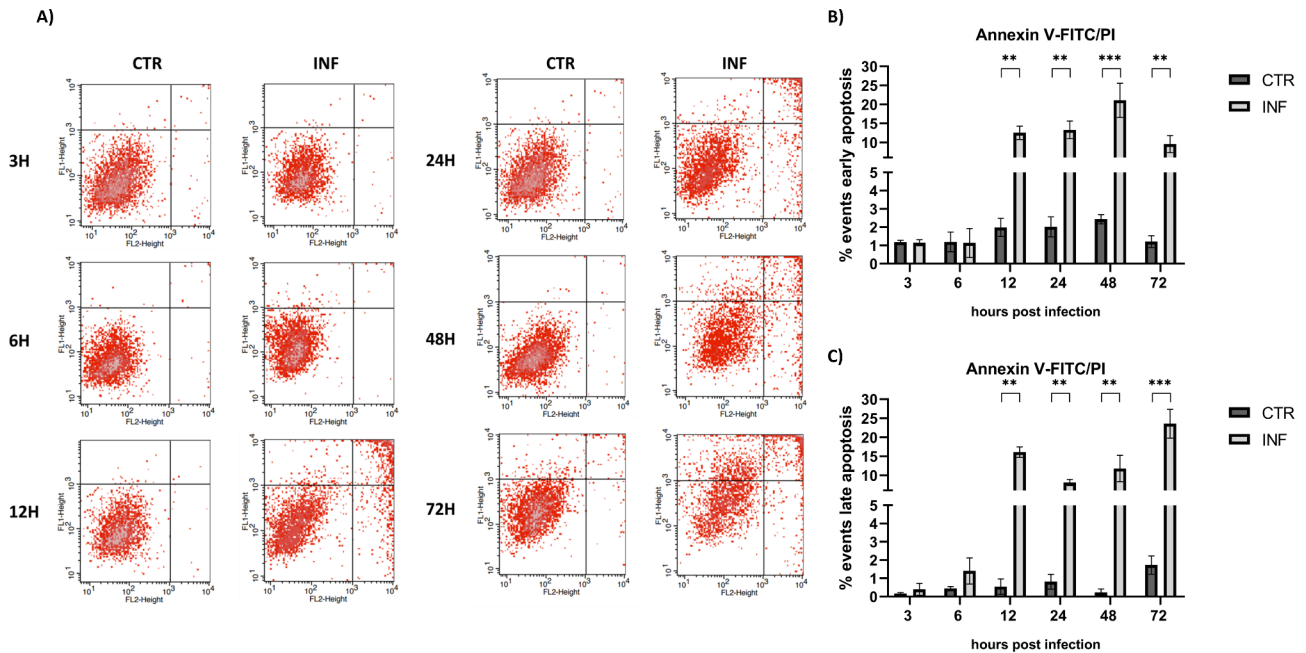 A)
CTR INF CTR INF
3H 24H
6H 48H
12H 72H
FL1-Height
FL2-Height
10^1 10^2 10^3 10^4
B)
Annexin V-FITC/PI
** ** *** **
% events early apoptosis
30
25
20
15
10
5
4
3
2
1
0
3 6 12 24 48 72
hours post infection
CTR
INF
C)
Annexin V-FITC/PI
** ** ** ***
% events late apoptosis
30
25
20
15
10
5
4
3
2
1
0
3 6 12 24 48 72
hours post infection
CTR
INF